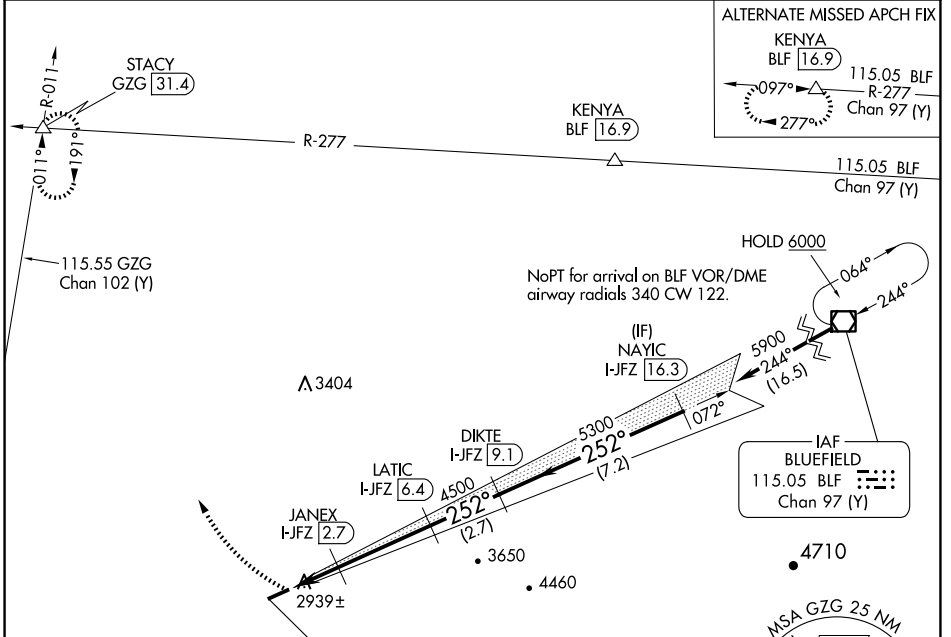 ALTERNATE MISSED APCH FIX
KENYA
BLF 16.9
115.05 BLF
097°
R-277
Chan 97 (Y)
277°
R-011
STACY
GZG 31.4
011°
191°
R-277
KENYA
BLF 16.9
115.05 BLF
Chan 97 (Y)
115.55 GZG
Chan 102 (Y)
HOLD 6000
064°
244°
NoPT for arrival on BLF VOR/DME
airway radials 340 CW 122.
(IF)
NAYIC
I-JFZ 16.3
5900
244°
(16.5)
3404
072°
5300
252°
(7.2)
DIKTE
I-JFZ 9.1
IAF
BLUEFIELD
115.05 BLF
Chan 97 (Y)
LATIC
I-JFZ 6.4
4500
252°
(2.7)
JANEX
I-JFZ 2.7
3650
4460
4710
2939±
MSA GZG 25 NM